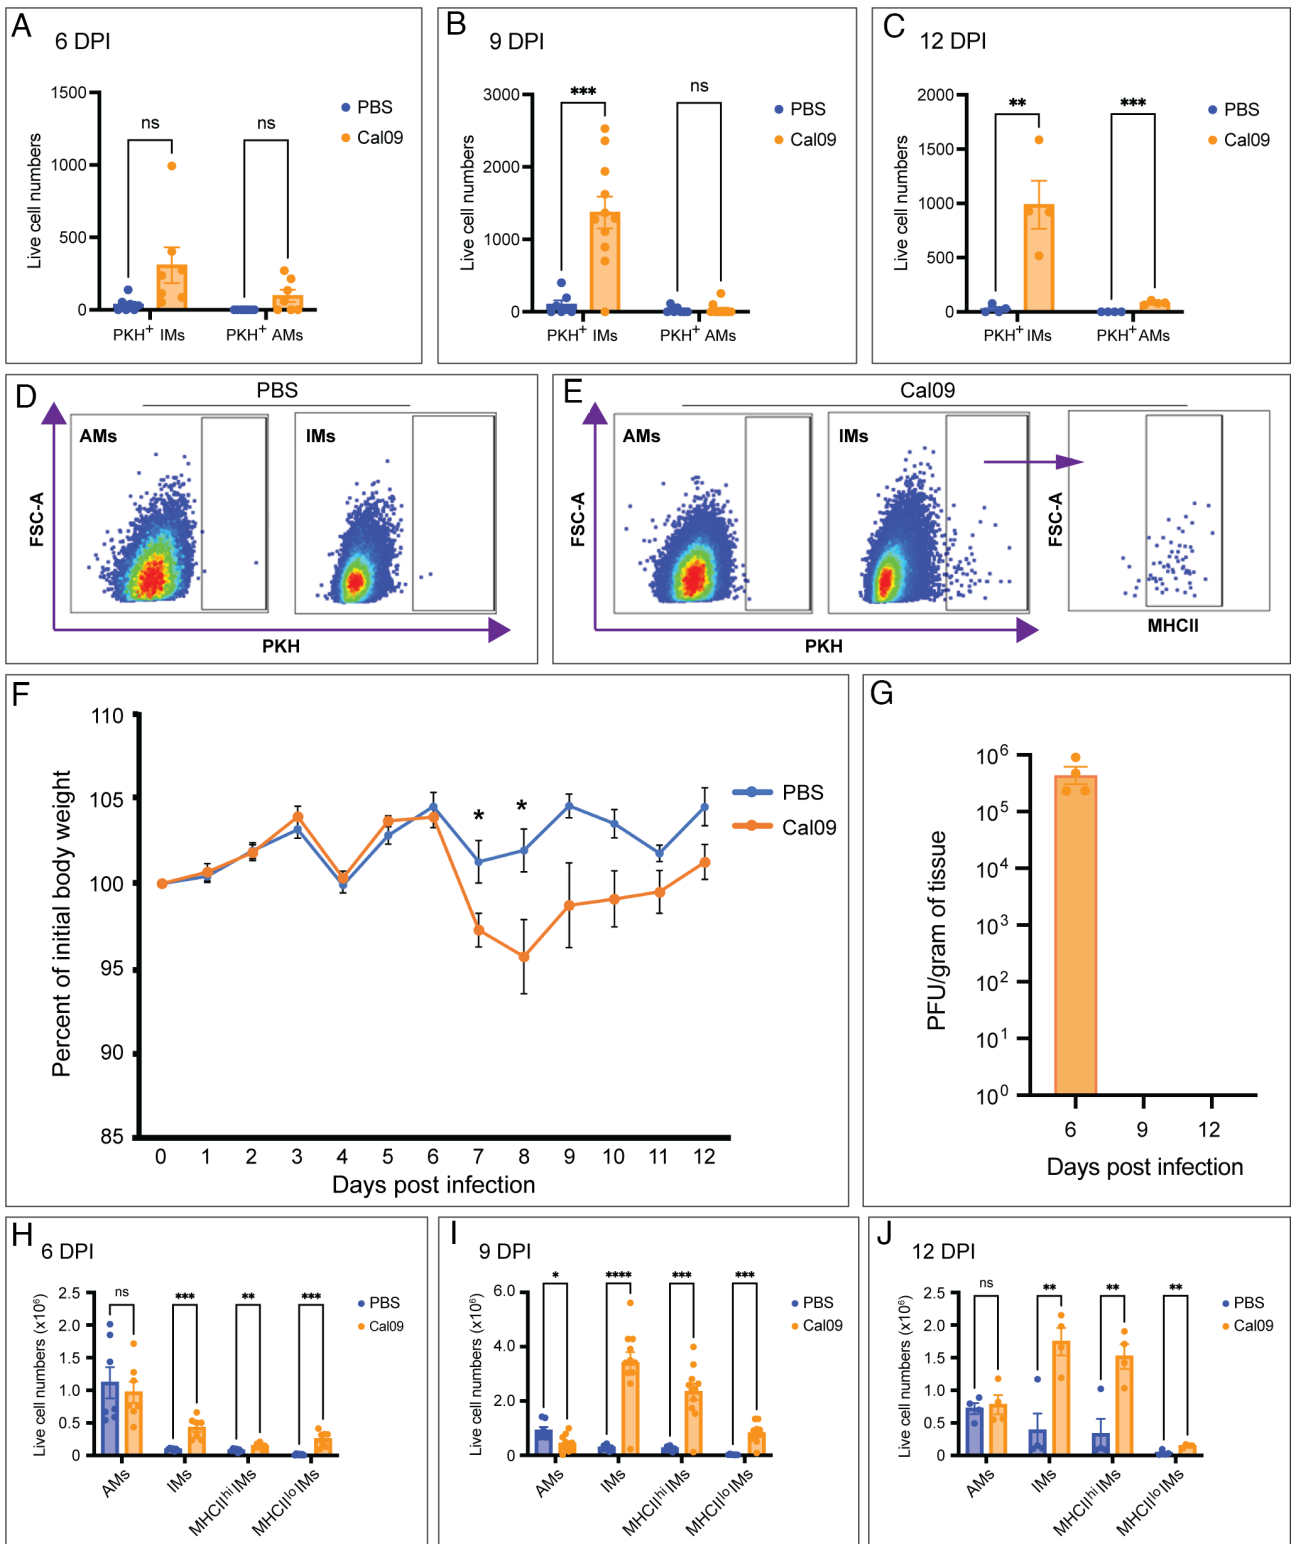 A 6 DPI
1500
1000
500
0
Live cell numbers
ns ns
PBS
Cal09
PKH+ IMs PKH+ AMs
B 9 DPI
3000
2000
1000
0
Live cell numbers
*** ns
PBS
Cal09
PKH+ IMs PKH+ AMs
C 12 DPI
2000
1500
1000
500
0
Live cell numbers
** ***
PBS
Cal09
PKH+ IMs PKH+ AMs
D PBS
AMs IMs
FSC-A
PKH
E Cal09
AMs IMs
FSC-A
FSC-A
PKH
MHCII
F
110
105
100
95
90
85
Percent of initial body weight
* *
PBS
Cal09
0 1 2 3 4 5 6 7 8 9 10 11 12
Days post infection
G
10^6
10^5
10^4
10^3
10^2
10^1
10^0
PFU/gram of tissue
6 9 12
Days post infection
H 6 DPI
2.5
2.0
1.5
1.0
0.5
0
Live cell numbers (x10^6)
ns *** ** ***
PBS
Cal09
AMs IMs MHCII^hi IMs MHCII^lo IMs
I 9 DPI
6.0
4.0
2.0
0
Live cell numbers (x10^6)
* **** *** ***
PBS
Cal09
AMs IMs MHCII^hi IMs MHCII^lo IMs
J 12 DPI
2.5
2.0
1.5
1.0
0.5
0
Live cell numbers (x10^6)
ns ** ** **
PBS
Cal09
AMs IMs MHCII^hi IMs MHCII^lo IMs